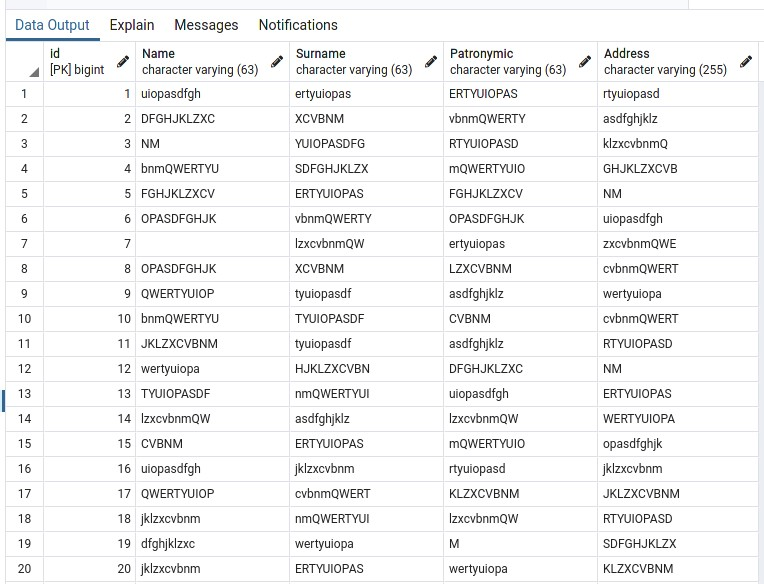 Data Output Explain Messages Notifications
id Name Surname Patronymic Address
[PK] bigint character varying (63) character varying (63) character varying (63) character varying (255)
1 1 uiopasdfgh ertyuiopas ERTYUIOPAS rtyuiopasd
2 2 DFGHJKLZXC XCVBNM vbnmQWERTY asdfghjklz
3 3 NM YUIOPASDFG RTYUIOPASD klzxcvbnmQ
4 4 bnmQWERTYU SDFGHJKLZX mQWERTYUIO GHJKLZXCVB
5 5 FGHJKLZXCV ERTYUIOPAS FGHJKLZXCV NM
6 6 OPASDFGHJK vbnmQWERTY OPASDFGHJK uiopasdfgh
7 7 lzxcvbnmQW ertyuiopas zxcvbnmQWE
8 8 OPASDFGHJK XCVBNM LZXCVBNM cvbnmQWERT
9 9 QWERTYUIOP tyuiopasdf asdfghjklz wertyuiopa
10 10 bnmQWERTYU TYUIOPASDF CVBNM cvbnmQWERT
11 11 JKLZXCVBNM tyuiopasdf asdfghjklz RTYUIOPASD
12 12 wertyuiopa HJKLZXCVBN DFGHJKLZXC NM
13 13 TYUIOPASDF nmQWERTYUI uiopasdfgh ERTYUIOPAS
14 14 lzxcvbnmQW asdfghjklz lzxcvbnmQW WERTYUIOPA
15 15 CVBNM ERTYUIOPAS mQWERTYUIO opasdfghjk
16 16 uiopasdfgh jklzxcvbnm rtyuiopasd jklzxcvbnm
17 17 QWERTYUIOP cvbnmQWERT KLZXCVBNM JKLZXCVBNM
18 18 jklzxcvbnm nmQWERTYUI lzxcvbnmQW RTYUIOPASD
19 19 dfghjklzxc wertyuiopa M SDFGHJKLZX
20 20 jklzxcvbnm ERTYUIOPAS wertyuiopa KLZXCVBNM